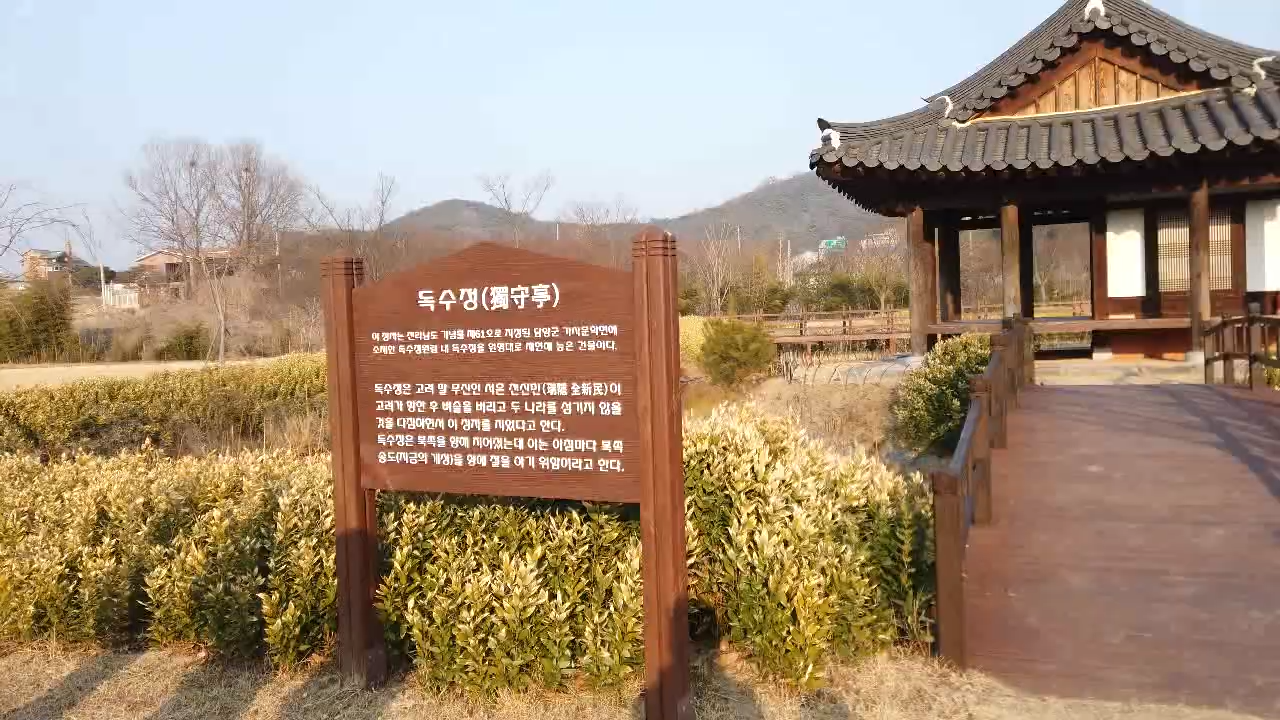 독수정(獨守亭)
이 정자는 전라남도 기념물 제61호로 지정된 담양군 가사문학면에
소재한 독수정원림 내 독수정을 원형대로 재현해 놓은 건물이다.
독수정은 고려 말 무신인 서은 전신민(瑞隱 全新民)이
고려가 망한 후 벼슬을 버리고 두 나라를 섬기지 않을
것을 다짐하면서 이 정자를 지었다고 한다.
독수정은 북쪽을 향해 지어졌는데 이는 아침마다 북쪽
송도(지금의 개성)을 향해 절을 하기 위함이라고 한다.